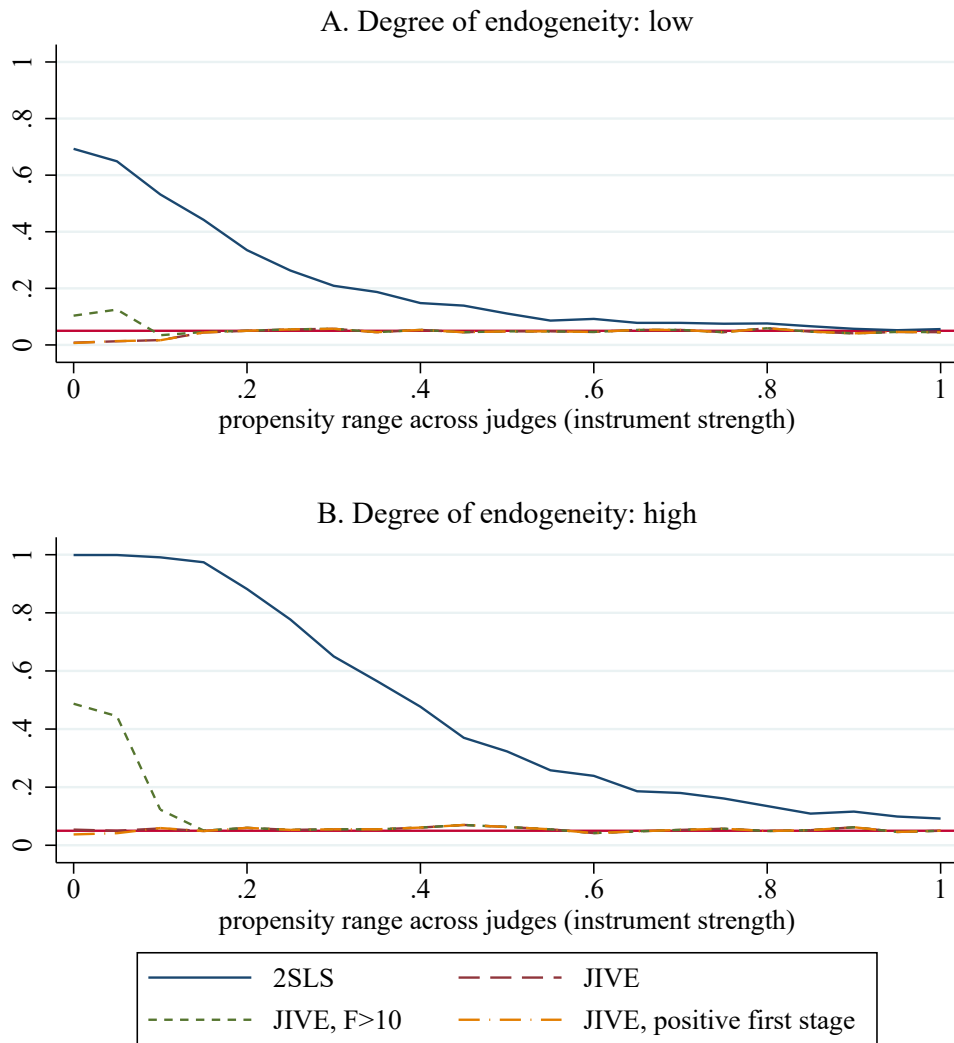 A. Degree of endogeneity: low
1
.8
.6
.4
.2
0
0 .2 .4 .6 .8 1
propensity range across judges (instrument strength)
B. Degree of endogeneity: high
1
.8
.6
.4
.2
0
0 .2 .4 .6 .8 1
propensity range across judges (instrument strength)
2SLS JIVE
JIVE, F>10 JIVE, positive first stage